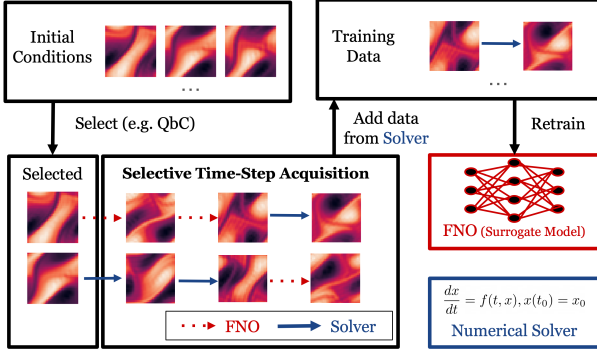 Initial
Conditions
...
Training
Data
...
Select (e.g. QbC)
Add data
from Solver
Retrain
Selected
Selective Time-Step Acquisition
FNO
Solver
FNO (Surrogate Model)
dx/dt = f(t, x), x(t₀) = x₀
Numerical Solver